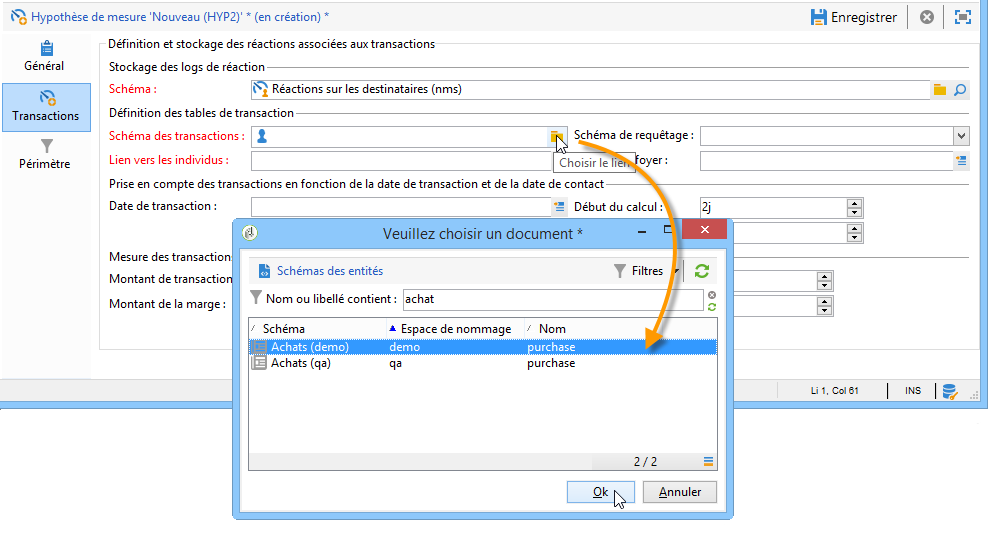 Hypothèse de mesure 'Nouveau (HYP2)' * (en création) *
Enregistrer
Général
Transactions
Périmètre
Définition et stockage des réactions associées aux transactions
Stockage des logs de réaction
Schéma :
Réactions sur les destinataires (nms)
Définition des tables de transaction
Schéma des transactions :
Schéma de requêtage :
Lien vers les individus :
Choisir le lien
foyer :
Prise en compte des transactions en fonction de la date de transaction et de la date de contact
Date de transaction :
Début du calcul :
2j
Mesure des transactions
Montant de transaction
Montant de la marge :
Veuillez choisir un document *
Schémas des entités
Filtres
Nom ou libellé contient :
achat
Schéma
Espace de nommage
Nom
Achats (demo)
demo
purchase
Achats (qa)
qa
purchase
2 / 2
Ok
Annuler
Li 1, Col 61
INS